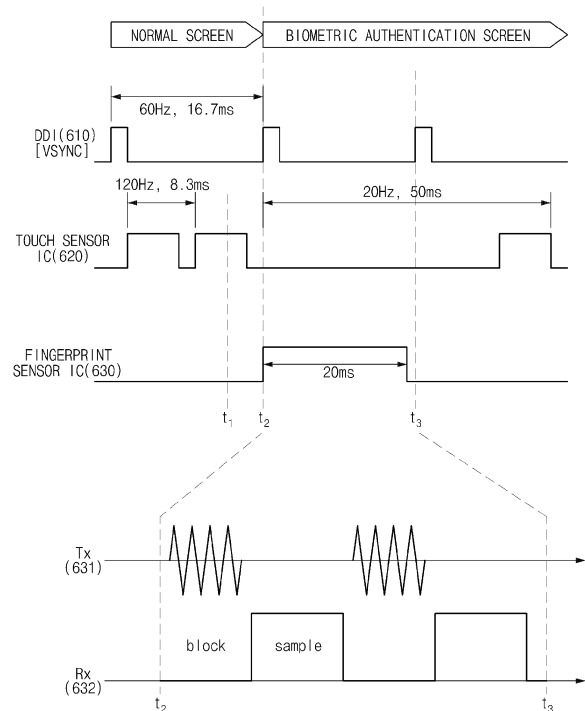 NORMAL SCREEN
BIOMETRIC AUTHENTICATION SCREEN
60Hz, 16.7ms
DDI(610)
[VSYNC]
120Hz, 8.3ms
20Hz, 50ms
TOUCH SENSOR
IC(620)
FINGERPRINT
SENSOR IC(630)
20ms
t1
t2
t3
Tx
(631)
block
sample
Rx
(632)
t2
t3